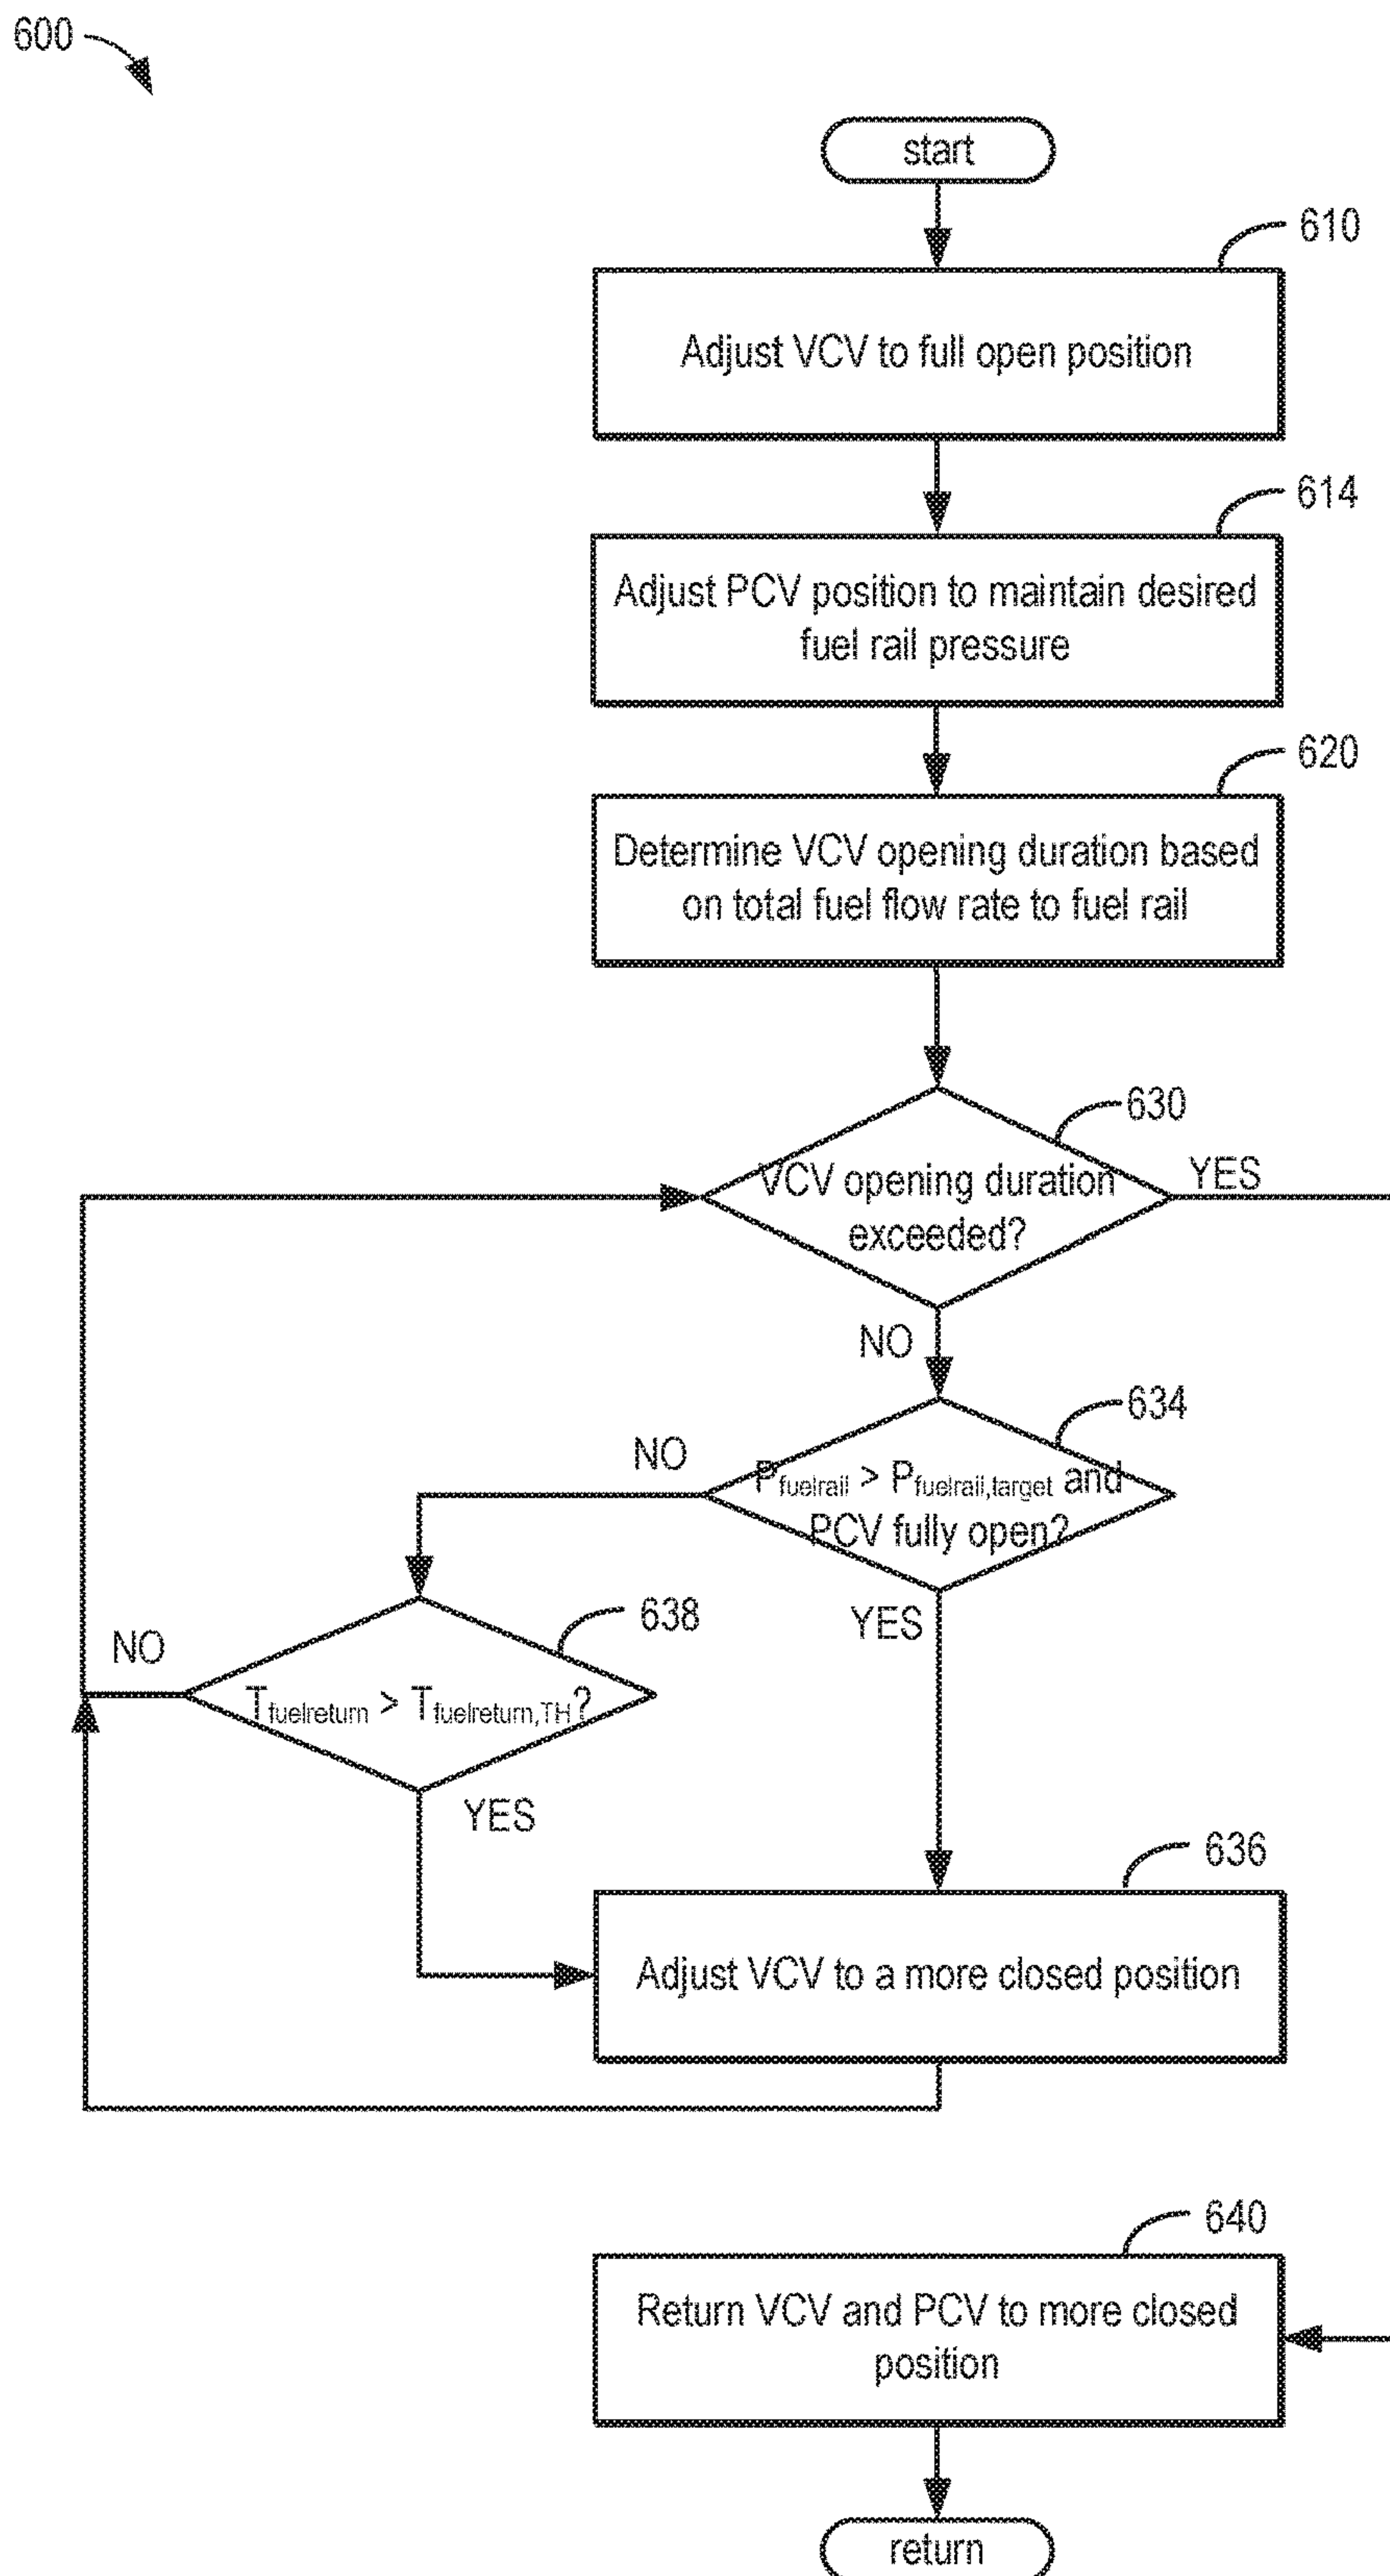 600
start
610
Adjust VCV to full open position
614
Adjust PCV position to maintain desired
fuel rail pressure
620
Determine VCV opening duration based
on total fuel flow rate to fuel rail
630
VCV opening duration
exceeded?
YES
NO
634
NO
Pfuelrail > Pfuelrail,target and
PCV fully open?
YES
638
NO
Tfuelreturn > Tfuelreturn,TH?
YES
636
Adjust VCV to a more closed position
640
Return VCV and PCV to more closed
position
return